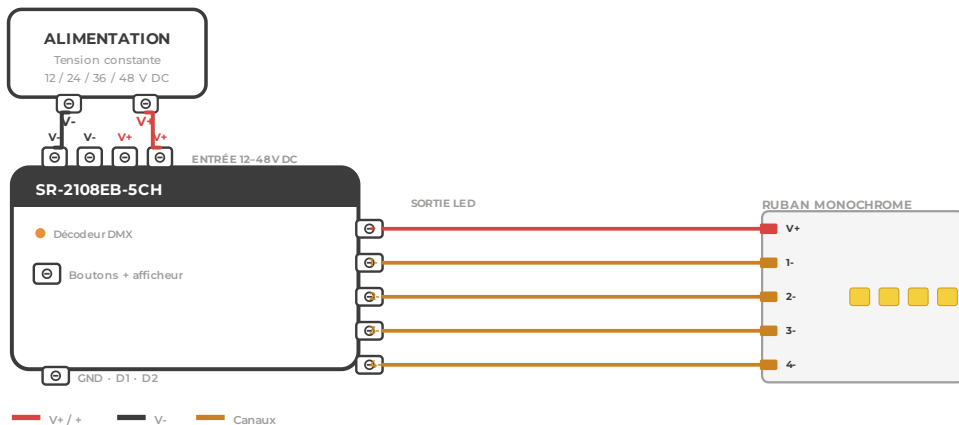 ALIMENTATION
Tension constante
12 / 24 / 36 / 48 V DC
V- V+
V- V- V+ V+
ENTRÉE 12–48V DC
SR-2108EB-5CH
Décodeur DMX
Boutons + afficheur
GND · D1 · D2
SORTIE LED
RUBAN MONOCHROME
V+
1-
2-
3-
4-
V+ / + V- Canaux